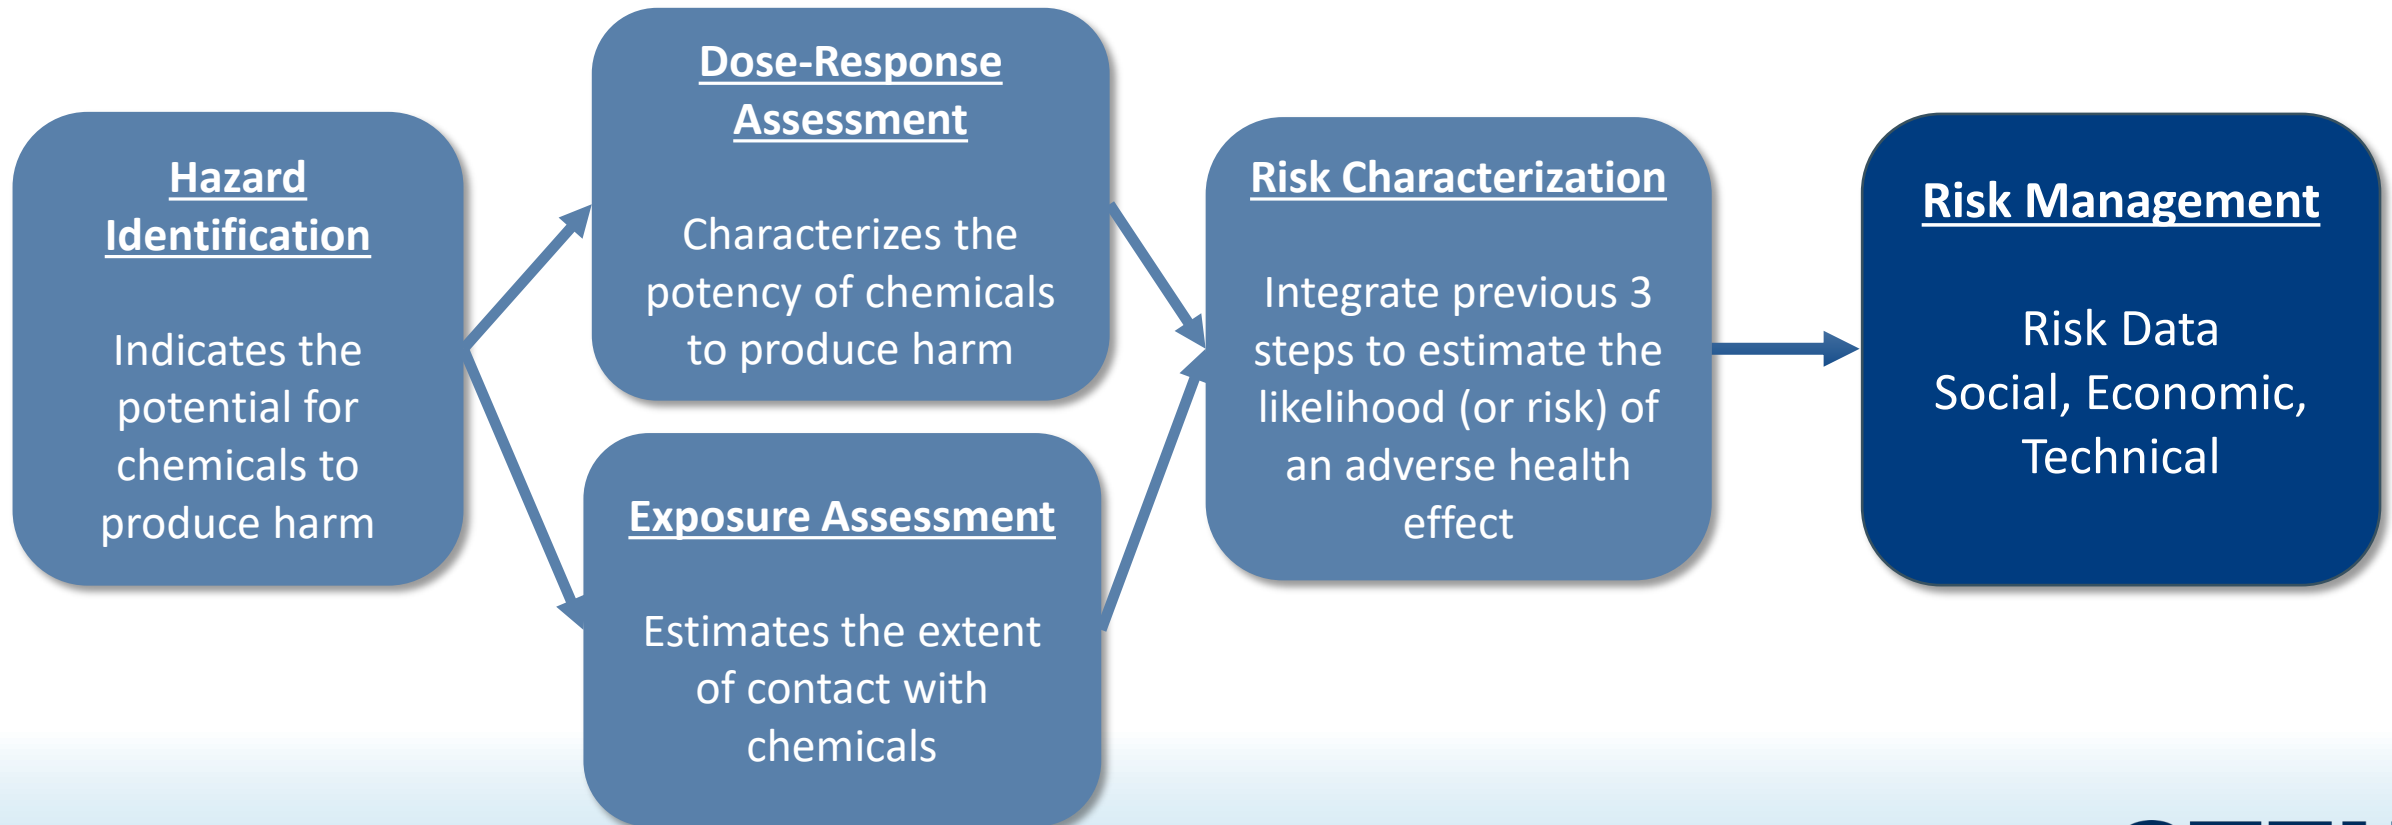 Hazard
Identification
Indicates the
potential for
chemicals to
produce harm
Dose-Response
Assessment
Characterizes the
potency of chemicals
to produce harm
Exposure Assessment
Estimates the extent
of contact with
chemicals
Risk Characterization
Integrate previous 3
steps to estimate the
likelihood (or risk) of
an adverse health
effect
Risk Management
Risk Data
Social, Economic,
Technical